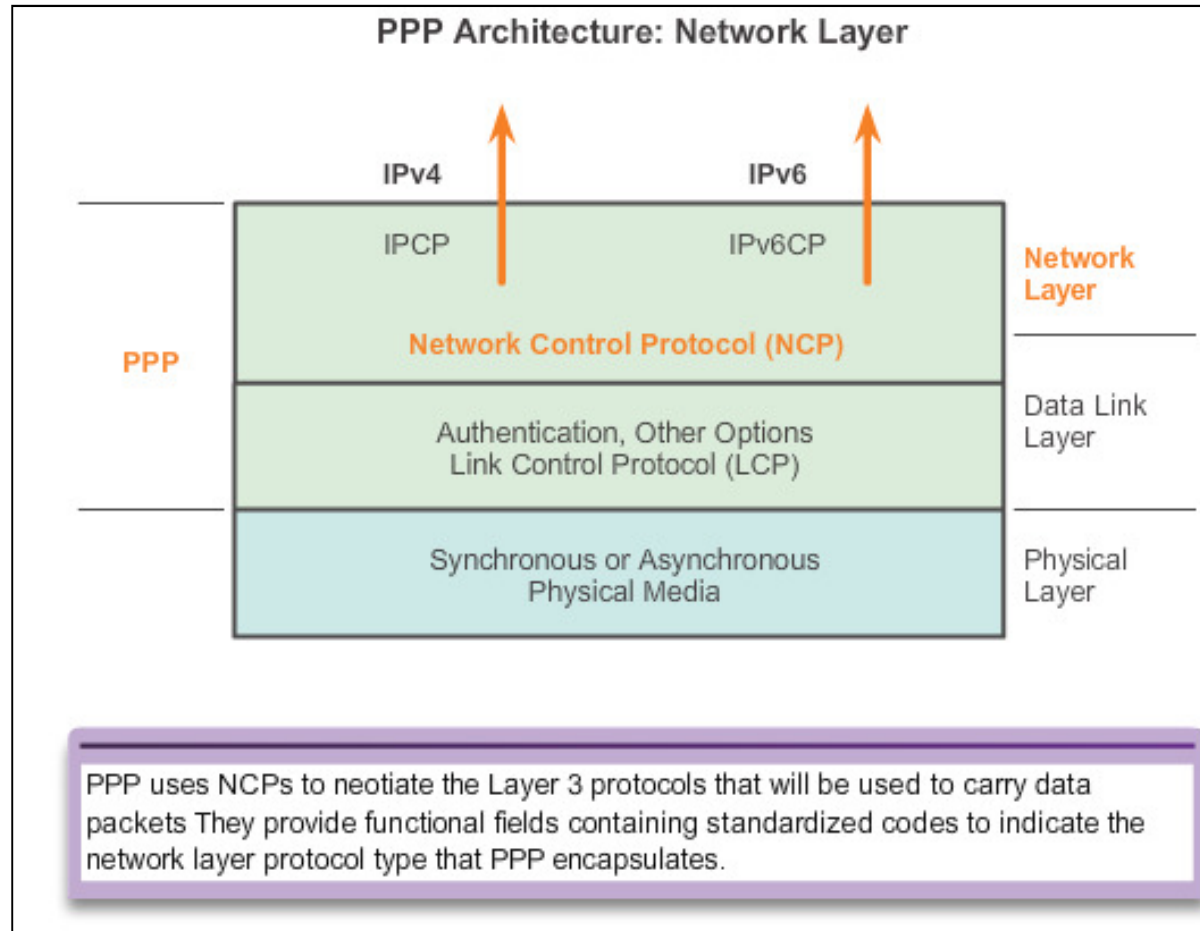 PPP Architecture: Network Layer
IPv4
IPv6
IPCP
IPv6CP
Network
Layer
Network Control Protocol (NCP)
PPP
Authentication, Other Options
Link Control Protocol (LCP)
Data Link
Layer
Synchronous or Asynchronous
Physical Media
Physical
Layer
PPP uses NCPs to neotiate the Layer 3 protocols that will be used to carry data
packets They provide functional fields containing standardized codes to indicate the
network layer protocol type that PPP encapsulates.